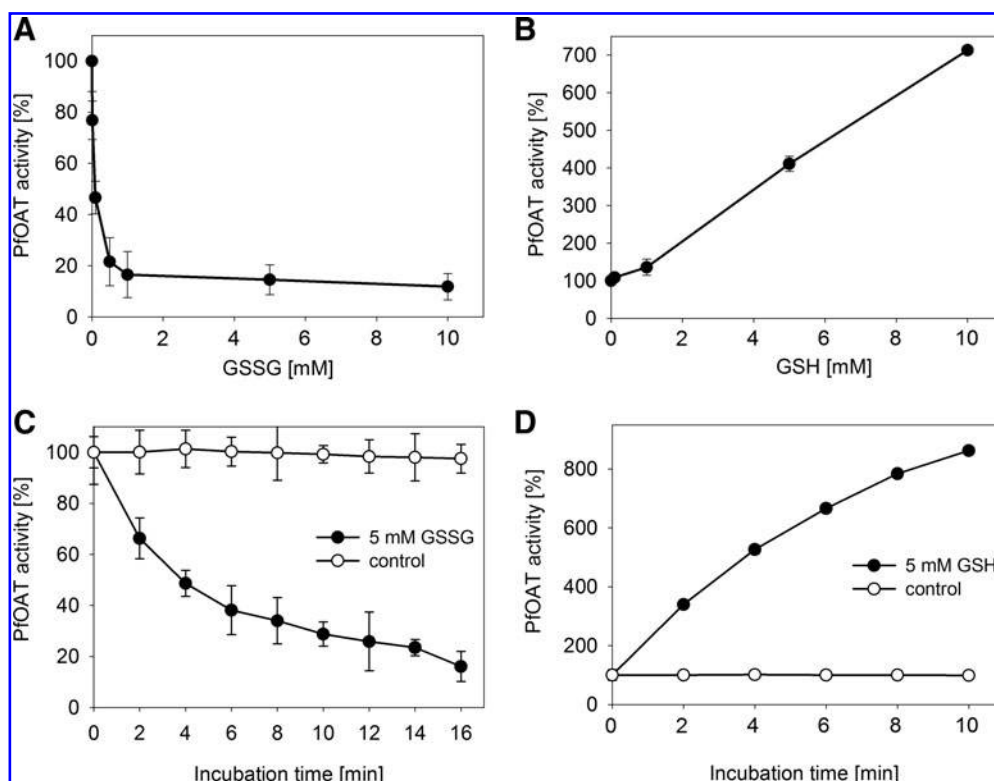 A
PfOAT activity [%]
100
80
60
40
20
0
0 2 4 6 8 10
GSSG [mM]
B
PfOAT activity [%]
700
600
500
400
300
200
100
0
0 2 4 6 8 10
GSH [mM]
C
PfOAT activity [%]
100
80
60
40
20
0
5 mM GSSG
control
0 2 4 6 8 10 12 14 16
Incubation time [min]
D
PfOAT activity [%]
800
600
400
200
0
5 mM GSH
control
0 2 4 6 8 10
Incubation time [min]